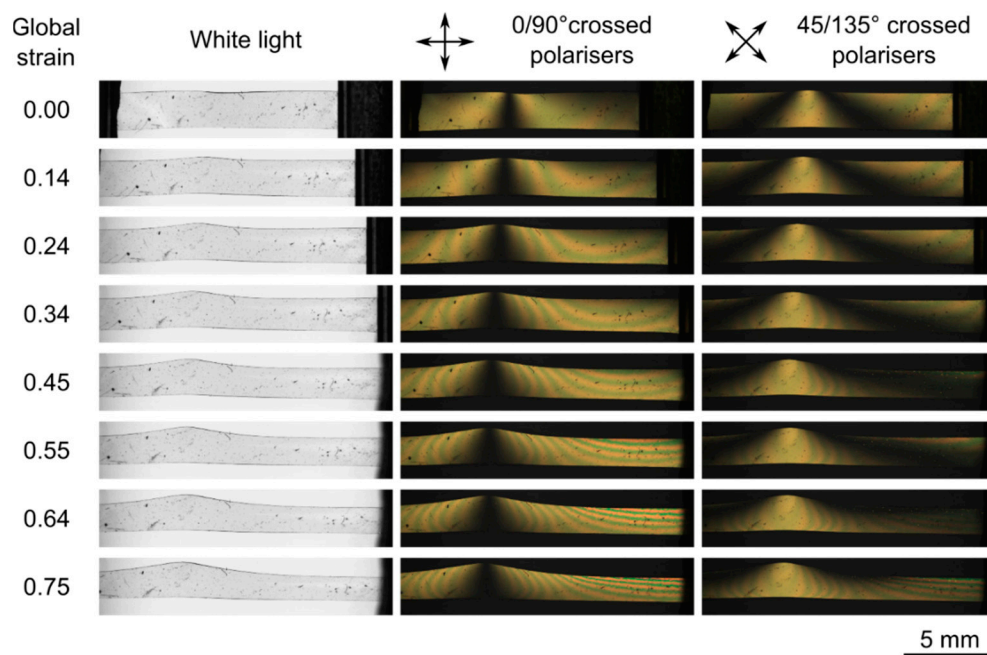 Global strain
White light
0/90°crossed polarisers
45/135° crossed polarisers
0.00
0.14
0.24
0.34
0.45
0.55
0.64
0.75
5 mm